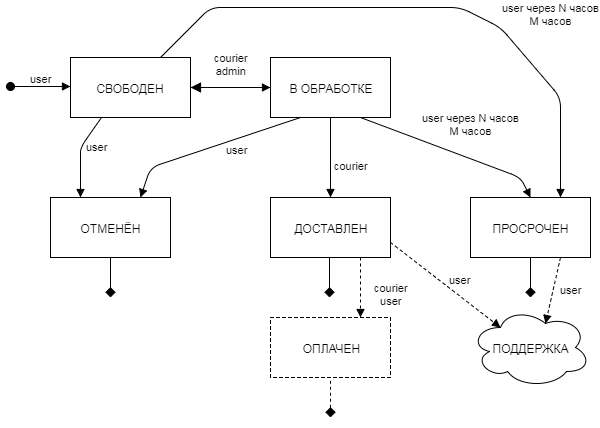 user через N часов
M часов
courier
admin
user
СВОБОДЕН
В ОБРАБОТКЕ
user через N часов
M часов
user
user
courier
ОТМЕНЁН
ДОСТАВЛЕН
ПРОСРОЧЕН
user
courier
user
user
ОПЛАЧЕН
ПОДДЕРЖКА